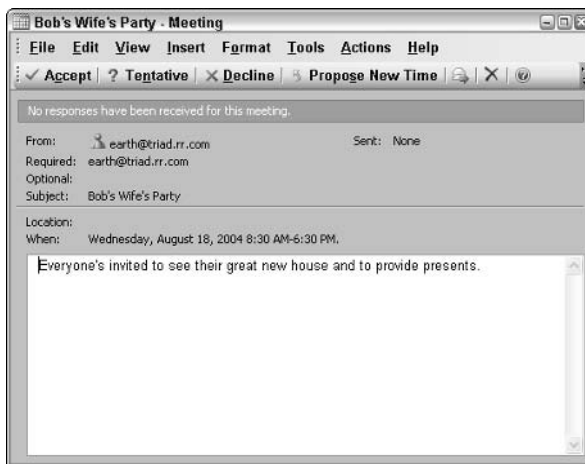 Bob's Wife's Party - Meeting
File Edit View Insert Format Tools Actions Help
Accept ? Tentative Decline Propose New Time
No responses have been received for this meeting.
From: earth@triad.rr.com Sent: None
Required: earth@triad.rr.com
Optional:
Subject: Bob's Wife's Party
Location:
When: Wednesday, August 18, 2004 8:30 AM-6:30 PM.
Everyone's invited to see their great new house and to provide presents.